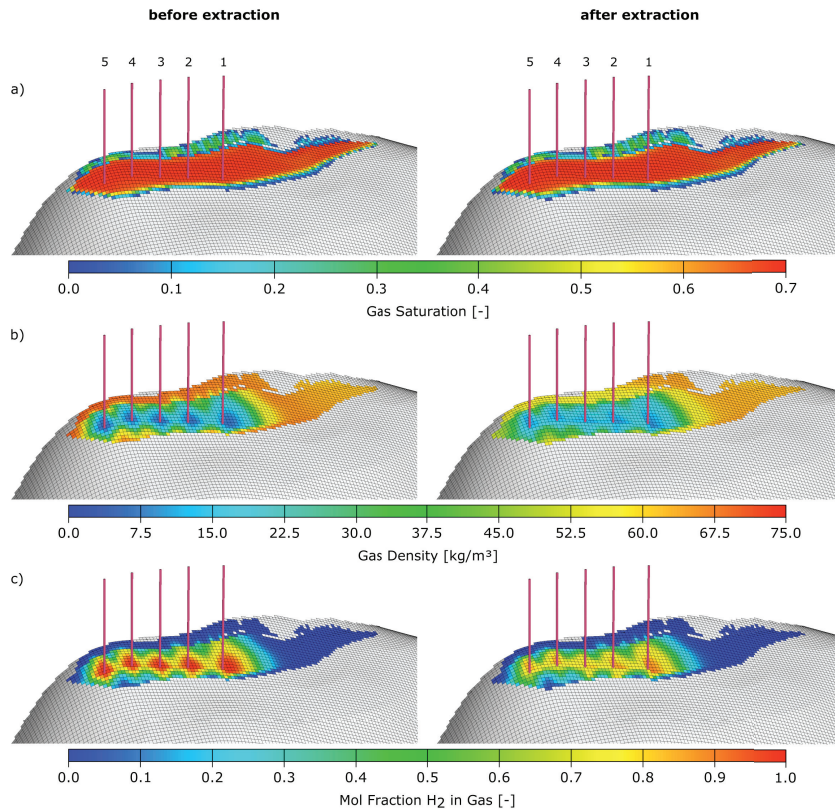 before extraction after extraction
5 4 3 2 1 5 4 3 2 1
a)
0.0 0.1 0.2 0.3 0.4 0.5 0.6 0.7
Gas Saturation [-]
b)
0.0 7.5 15.0 22.5 30.0 37.5 45.0 52.5 60.0 67.5 75.0
Gas Density [kg/m³]
c)
0.0 0.1 0.2 0.3 0.4 0.5 0.6 0.7 0.8 0.9 1.0
Mol Fraction H2 in Gas [-]